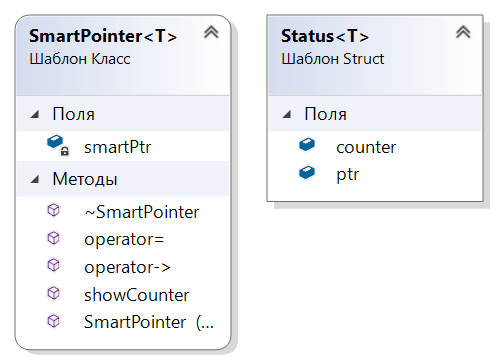 SmartPointer<T>
Шаблон Класс
Поля
smartPtr
Методы
~SmartPointer
operator=
operator->
showCounter
SmartPointer (...
Status<T>
Шаблон Struct
Поля
counter
ptr